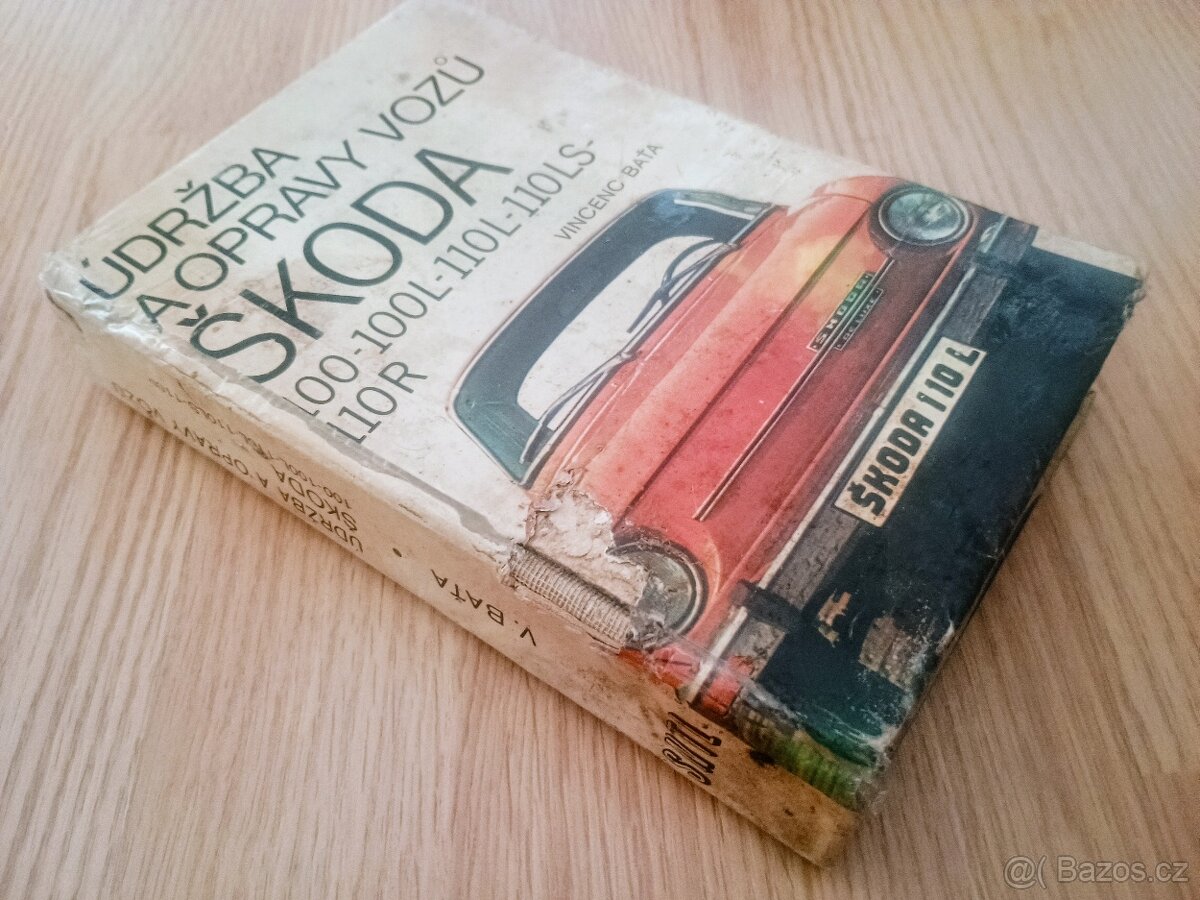 ÚDRŽBA
A OPRAVY VOZŮ
ŠKODA
100-100L-110L-110LS-
110R
VINCENC BAŤA
ŠKODA
ŠKODA 110 L
ÚDRŽBA A OPRAVY VOZŮ
ŠKODA
V. BAŤA
SNTL
@( Bazos.cz